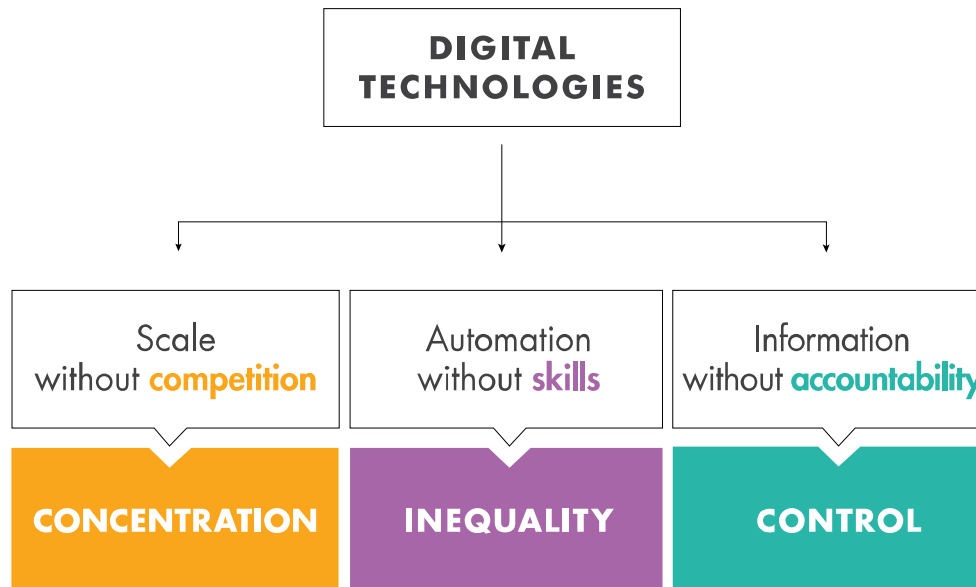 DIGITAL
TECHNOLOGIES
Scale
without competition
Automation
without skills
Information
without accountability
CONCENTRATION
INEQUALITY
CONTROL